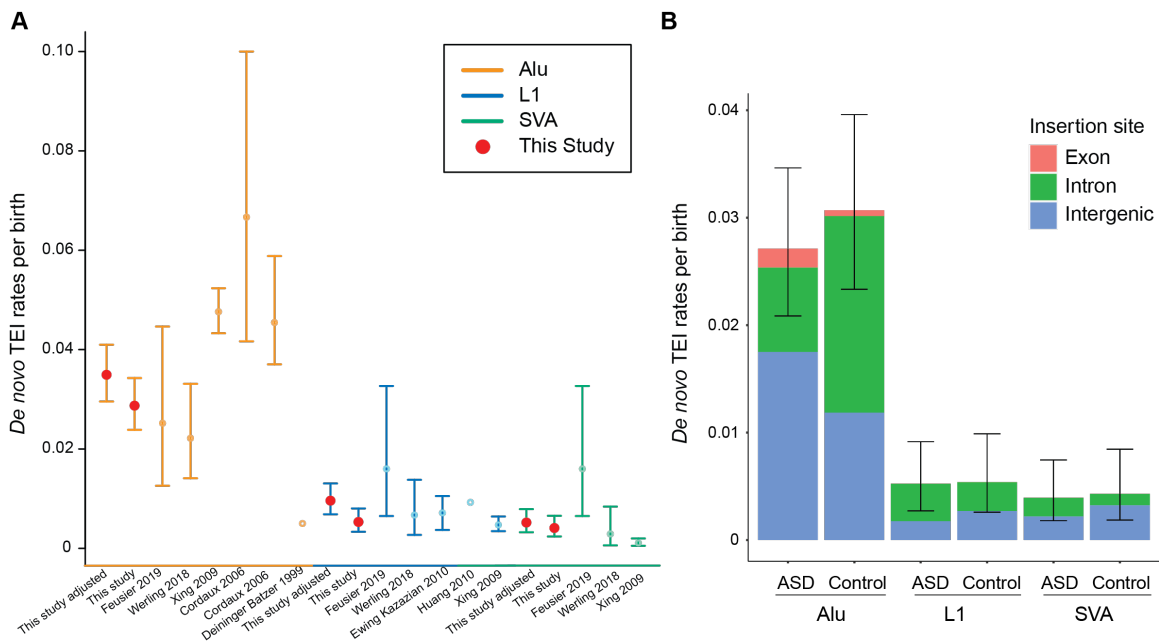 A
De novo TEI rates per birth
0.10
0.08
0.06
0.04
0.02
0
Alu
L1
SVA
This Study
This study adjusted
This study
Feusier 2019
Werling 2018
Xing 2009
Cordaux 2006
Cordaux 2006
Deininger Batzer 1999
This study adjusted
This study
Feusier 2019
Werling 2018
Ewing Kazazian 2010
Huang 2010
Xing 2009
This study adjusted
This study
Feusier 2019
Werling 2018
Xing 2009
B
De novo TEI rates per birth
0.04
0.03
0.02
0.01
0
Insertion site
Exon
Intron
Intergenic
ASD Control ASD Control ASD Control
Alu L1 SVA